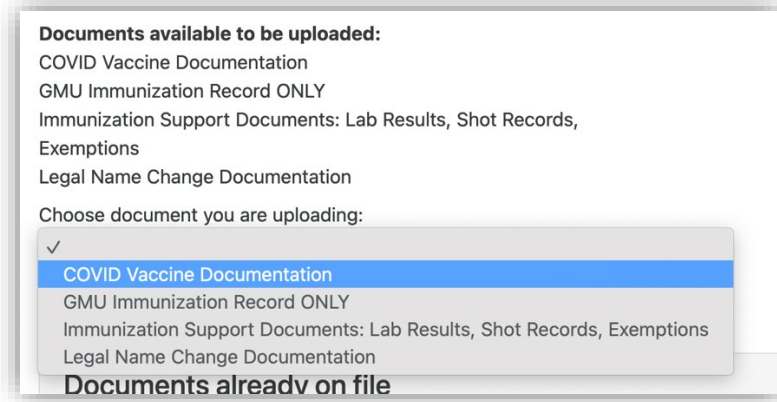 Documents available to be uploaded:
COVID Vaccine Documentation
GMU Immunization Record ONLY
Immunization Support Documents: Lab Results, Shot Records,
Exemptions
Legal Name Change Documentation
Choose document you are uploading:
✓
COVID Vaccine Documentation
GMU Immunization Record ONLY
Immunization Support Documents: Lab Results, Shot Records, Exemptions
Legal Name Change Documentation
Documents already on file